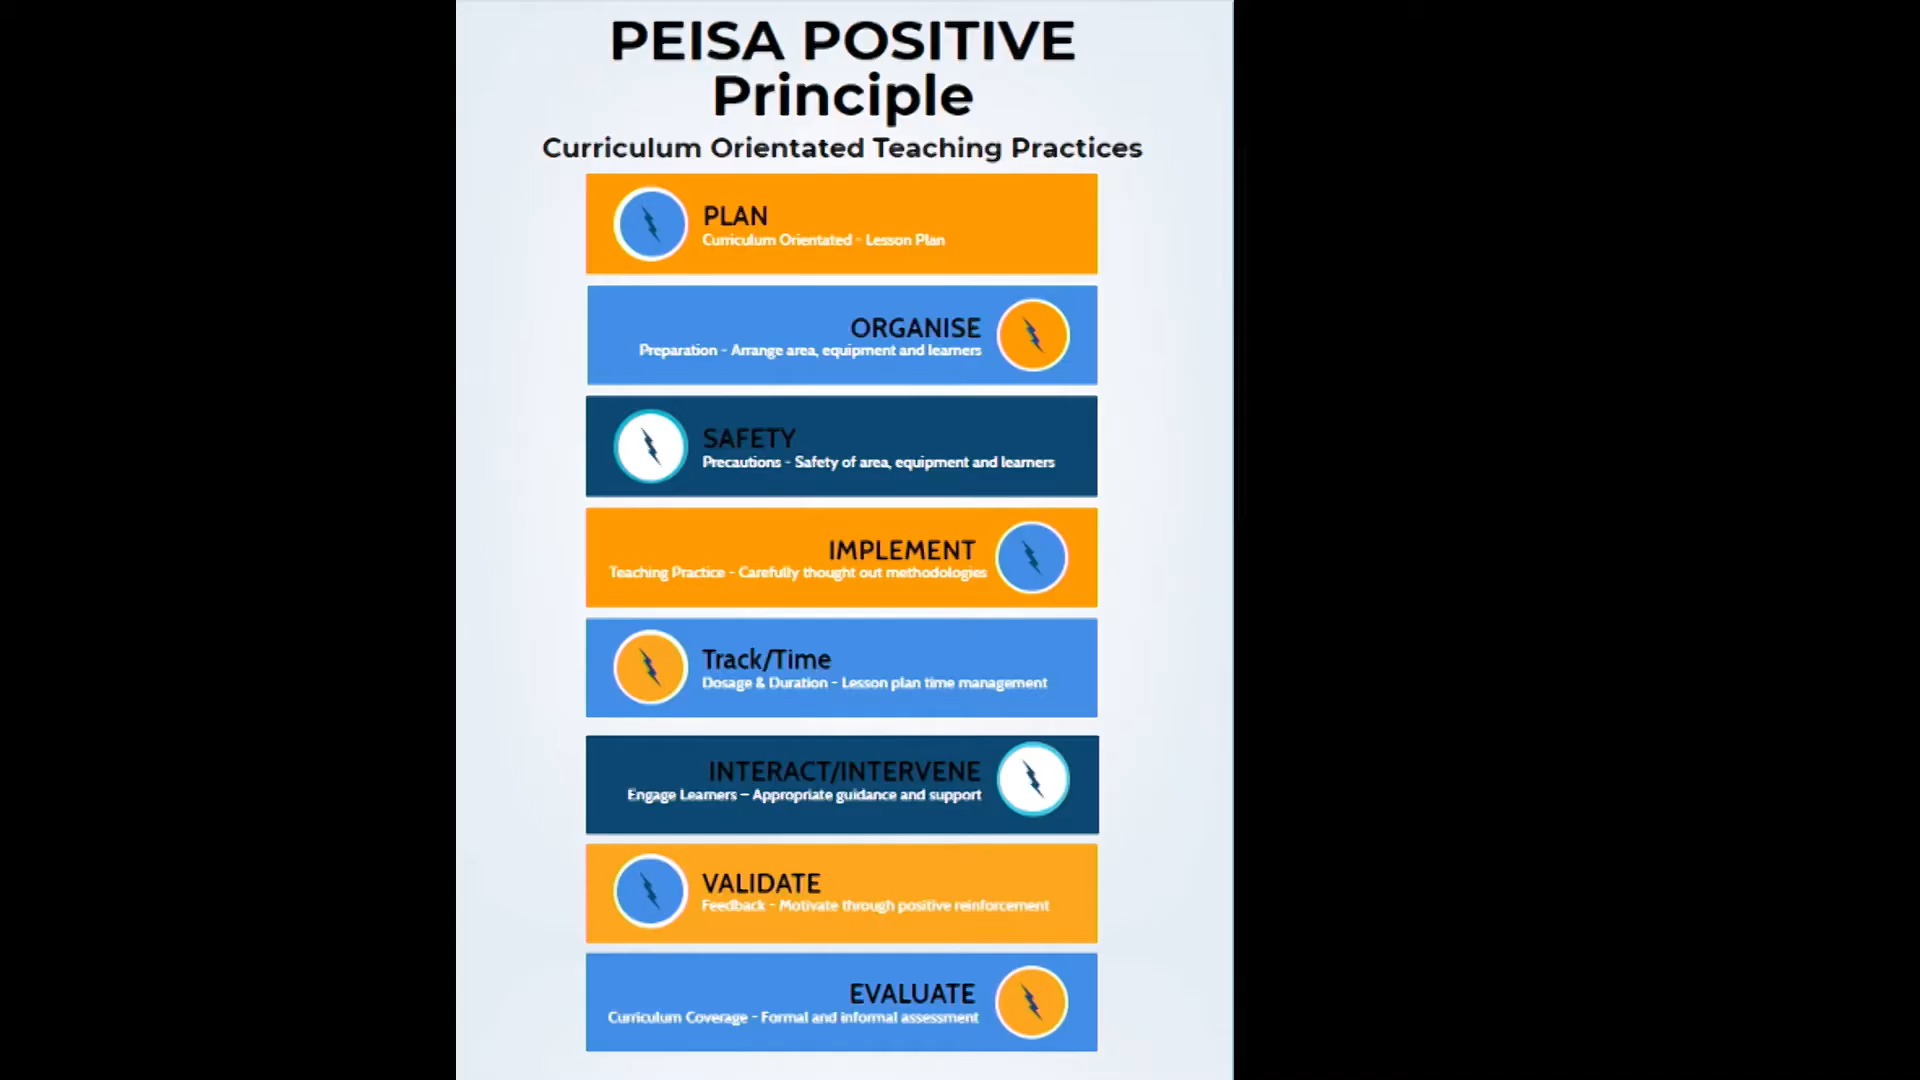 PEISA POSITIVE
Principle
Curriculum Orientated Teaching Practices
PLAN
Curriculum Orientated - Lesson Plan
ORGANISE
Preparation - Arrange area, equipment and learners
SAFETY
Precautions - Safety of area, equipment and learners
IMPLEMENT
Teaching Practice - Carefully thought out methodologies
Track/Time
Dosage & Duration - Lesson plan time management
INTERACT/INTERVENE
Engage Learners – Appropriate guidance and support
VALIDATE
Feedback - Motivate through positive reinforcement
EVALUATE
Curriculum Coverage - Formal and informal assessment